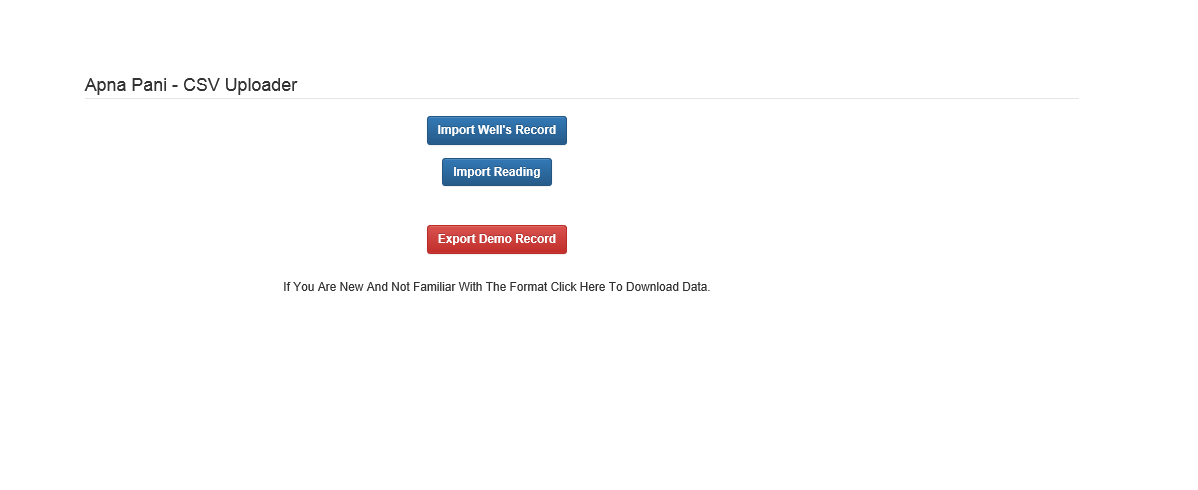 Apna Pani - CSV Uploader
Import Well's Record
Import Reading
Export Demo Record
If You Are New And Not Familiar With The Format Click Here To Download Data.